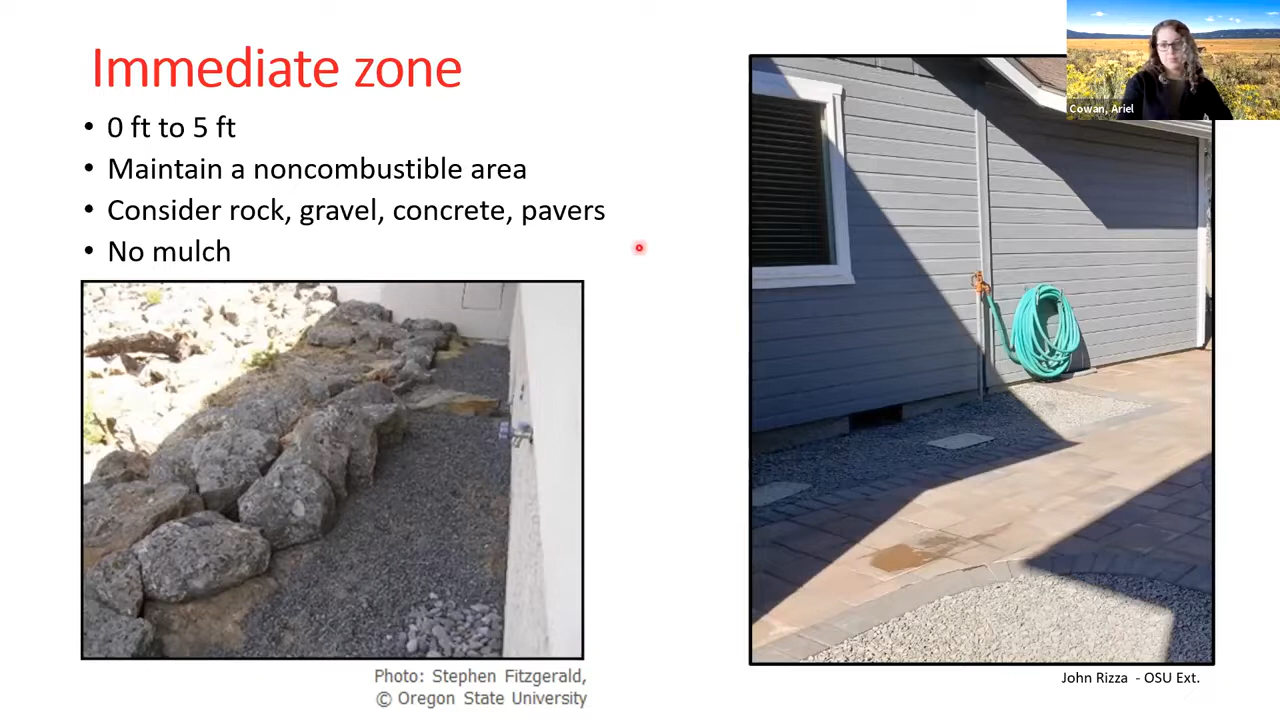 Immediate zone
• 0 ft to 5 ft
• Maintain a noncombustible area
• Consider rock, gravel, concrete, pavers
• No mulch
Cowan, Ariel
Photo: Stephen Fitzgerald,
© Oregon State University
John Rizza - OSU Ext.